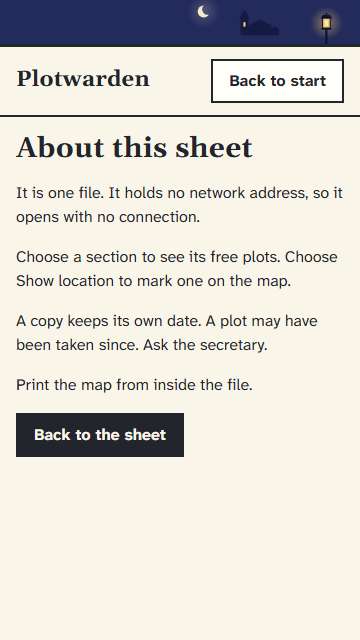 Plotwarden
Back to start
About this sheet
It is one file. It holds no network address, so it
opens with no connection.
Choose a section to see its free plots. Choose
Show location to mark one on the map.
A copy keeps its own date. A plot may have
been taken since. Ask the secretary.
Print the map from inside the file.
Back to the sheet